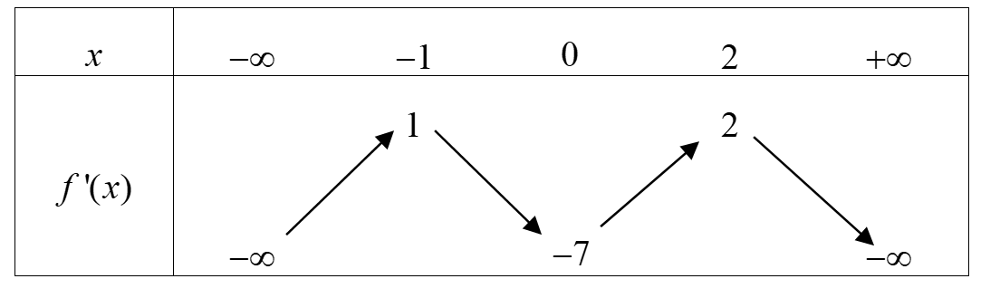 x −∞ −1 0 2 +∞
1 2
f '(x)
−∞ −7 −∞